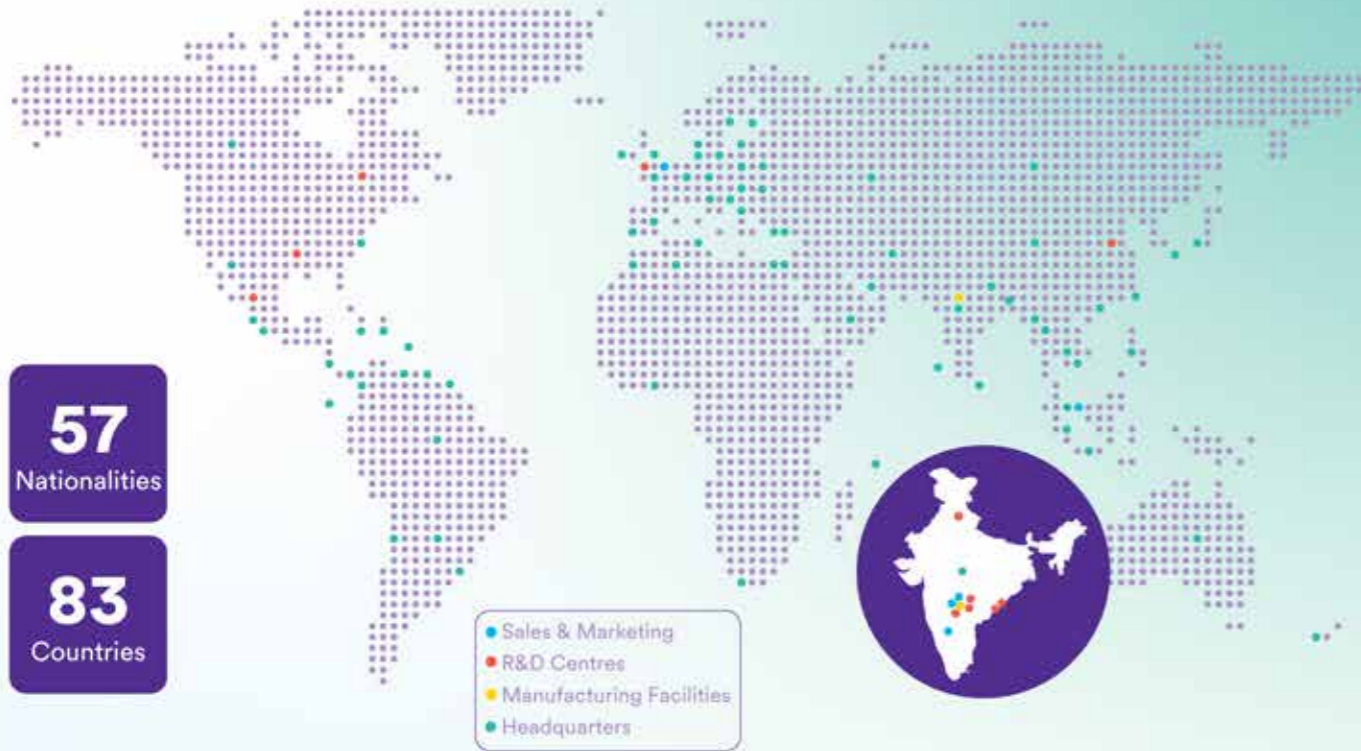 57
Nationalities
83
Countries
Sales & Marketing
R&D Centres
Manufacturing Facilities
Headquarters